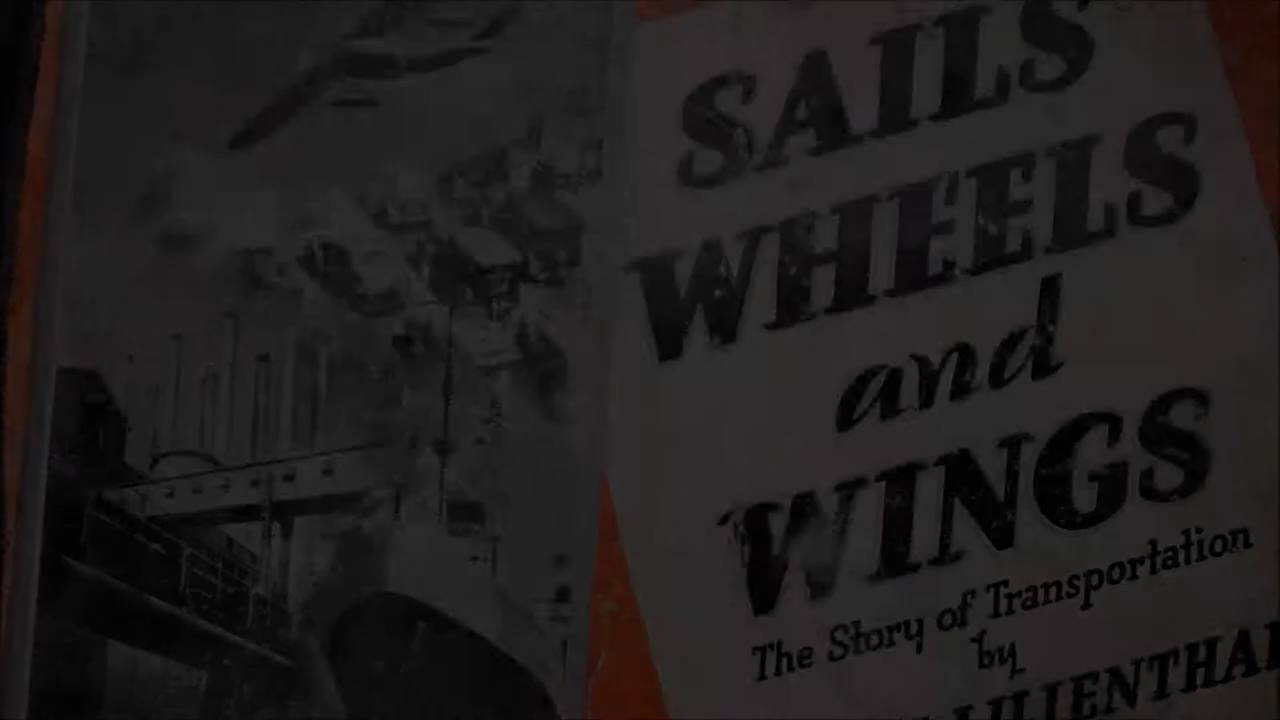 SAILS
WHEELS
and
WINGS
The Story of Transportation
by